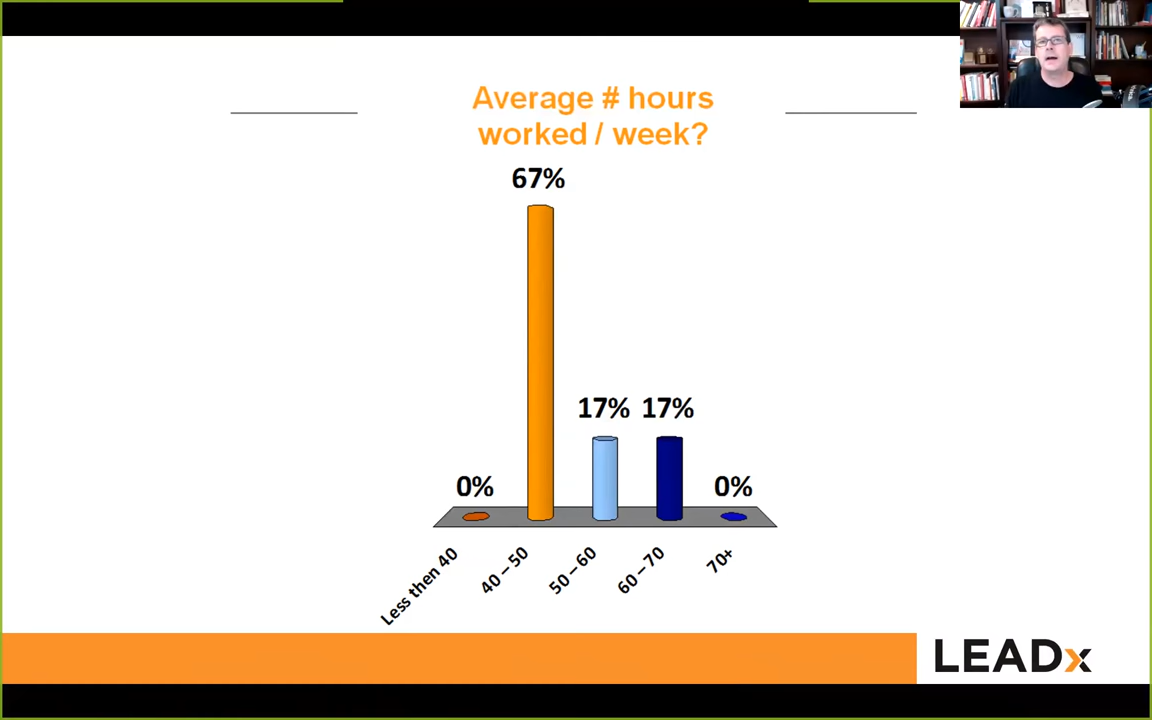 Average # hours
worked / week?
67%
17% 17%
0% 0%
Less then 40
40 – 50
50 – 60
60 – 70
70+
LEADx